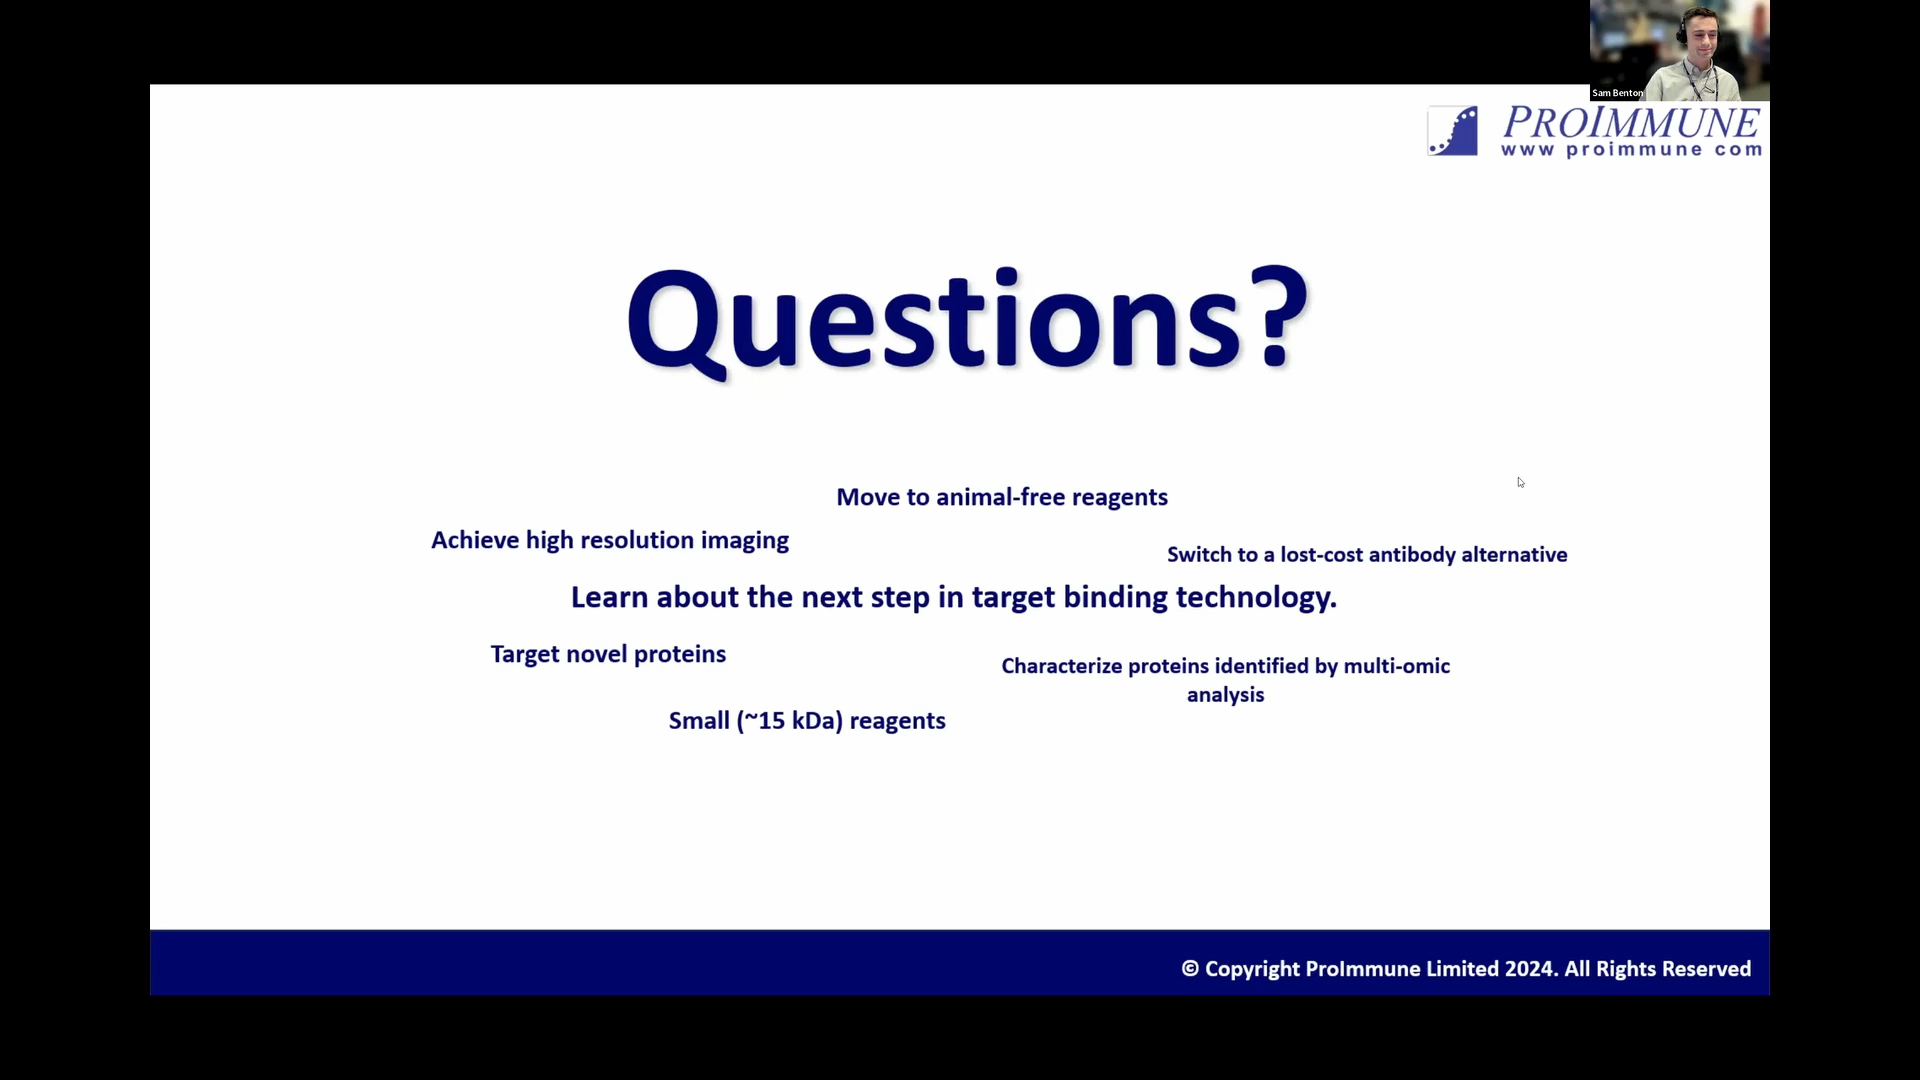 Sam Benton
PROIMMUNE
www proimmune com
Questions?
Move to animal-free reagents
Achieve high resolution imaging
Switch to a lost-cost antibody alternative
Learn about the next step in target binding technology.
Target novel proteins
Characterize proteins identified by multi-omic
analysis
Small (~15 kDa) reagents
© Copyright ProImmune Limited 2024. All Rights Reserved